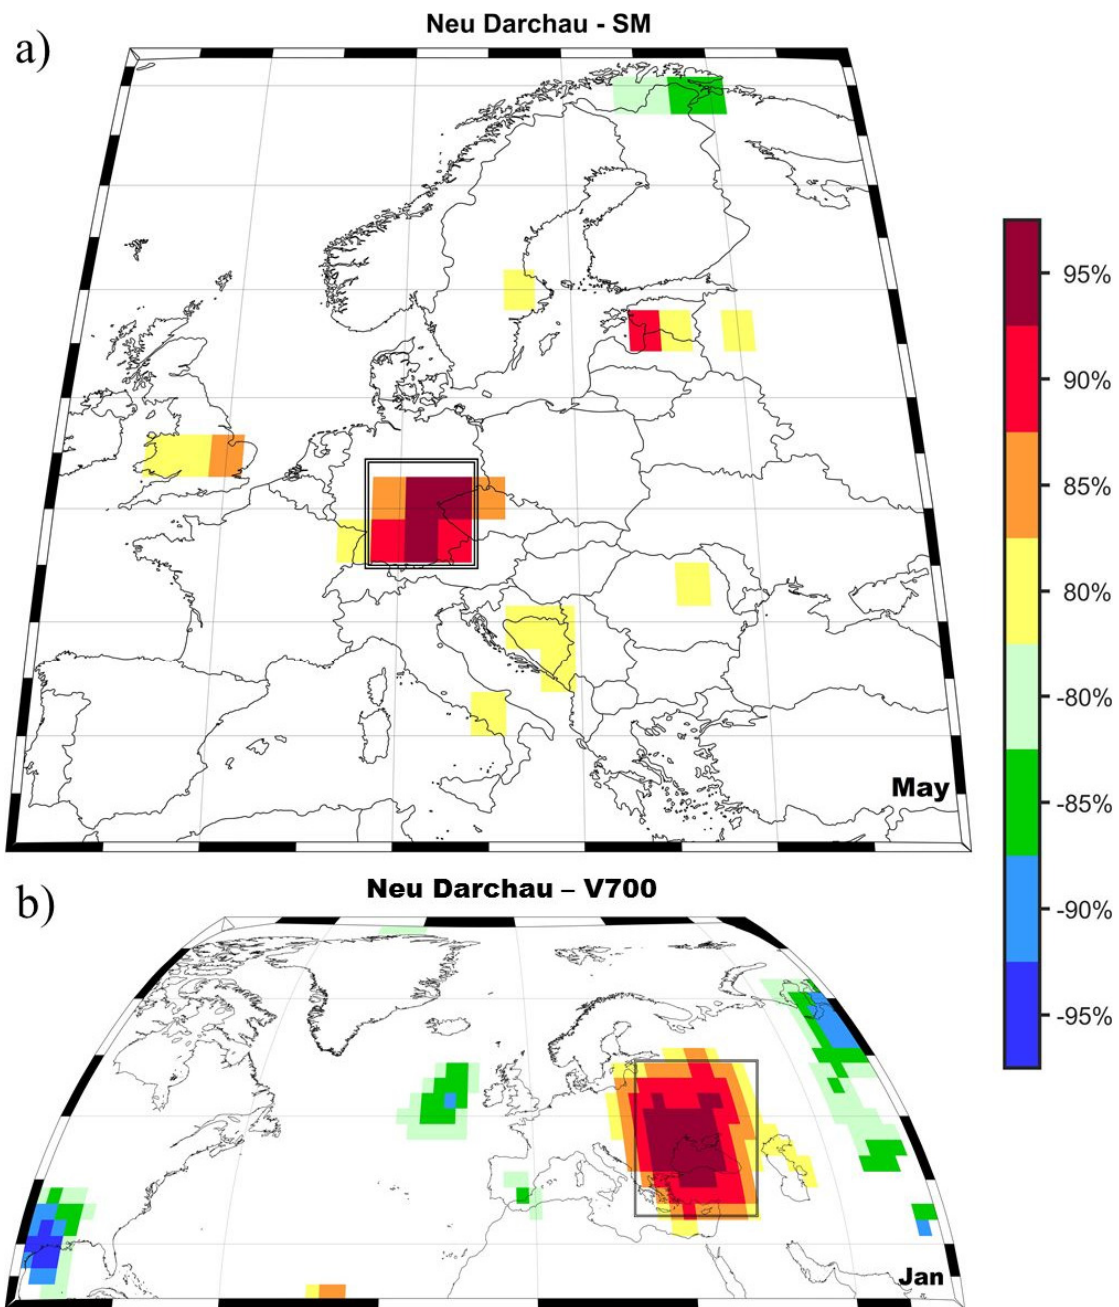 Neu Darchau - SM
a)
95%
90%
85%
80%
-80%
-85%
-90%
-95%
May
Neu Darchau – V700
b)
Jan